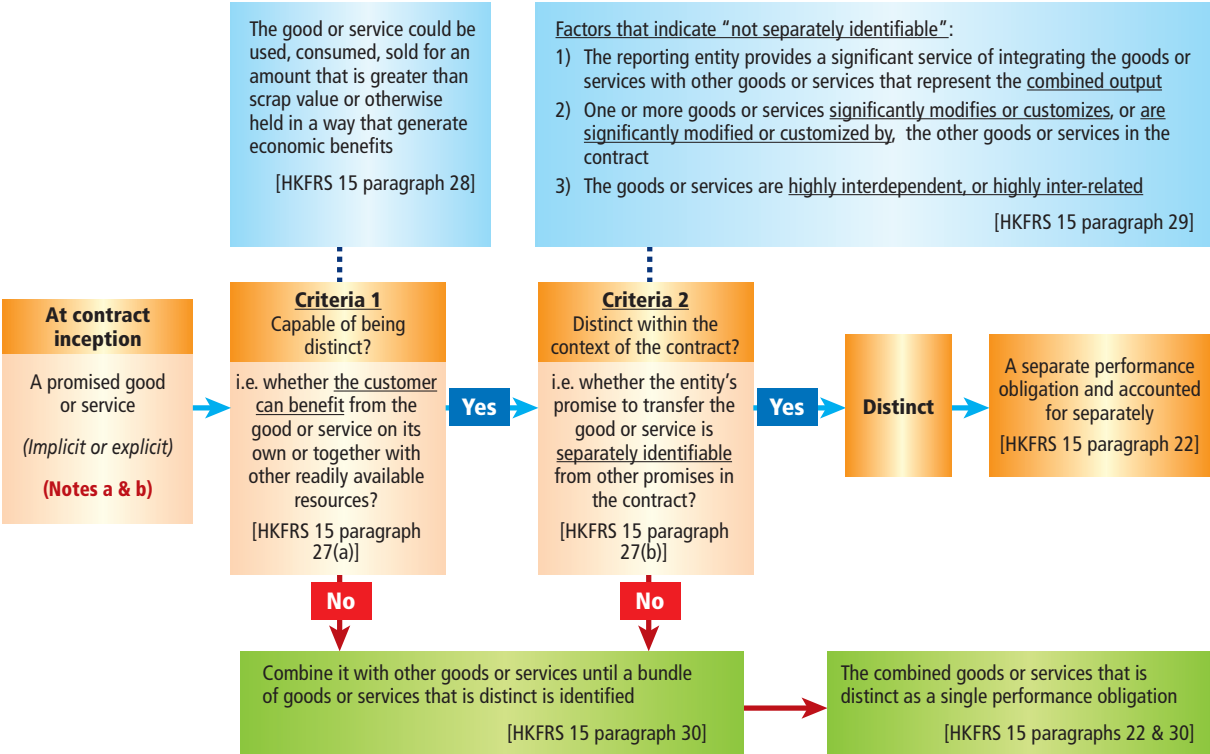 The good or service could be
used, consumed, sold for an
amount that is greater than
scrap value or otherwise
held in a way that generate
economic benefits
[HKFRS 15 paragraph 28]
Factors that indicate “not separately identifiable”:
1) The reporting entity provides a significant service of integrating the goods or
services with other goods or services that represent the combined output
2) One or more goods or services significantly modifies or customizes, or are
significantly modified or customized by, the other goods or services in the
contract
3) The goods or services are highly interdependent, or highly inter-related
[HKFRS 15 paragraph 29]
At contract
inception
A promised good
or service
(Implicit or explicit)
(Notes a & b)
Criteria 1
Capable of being
distinct?
i.e. whether the customer
can benefit from the
good or service on its
own or together with
other readily available
resources?
[HKFRS 15 paragraph
27(a)]
Yes
Criteria 2
Distinct within the
context of the contract?
i.e. whether the entity’s
promise to transfer the
good or service is
separately identifiable
from other promises in
the contract?
[HKFRS 15 paragraph
27(b)]
Yes
Distinct
A separate performance
obligation and accounted
for separately
[HKFRS 15 paragraph 22]
No
No
Combine it with other goods or services until a bundle
of goods or services that is distinct is identified
[HKFRS 15 paragraph 30]
The combined goods or services that is
distinct as a single performance obligation
[HKFRS 15 paragraphs 22 & 30]